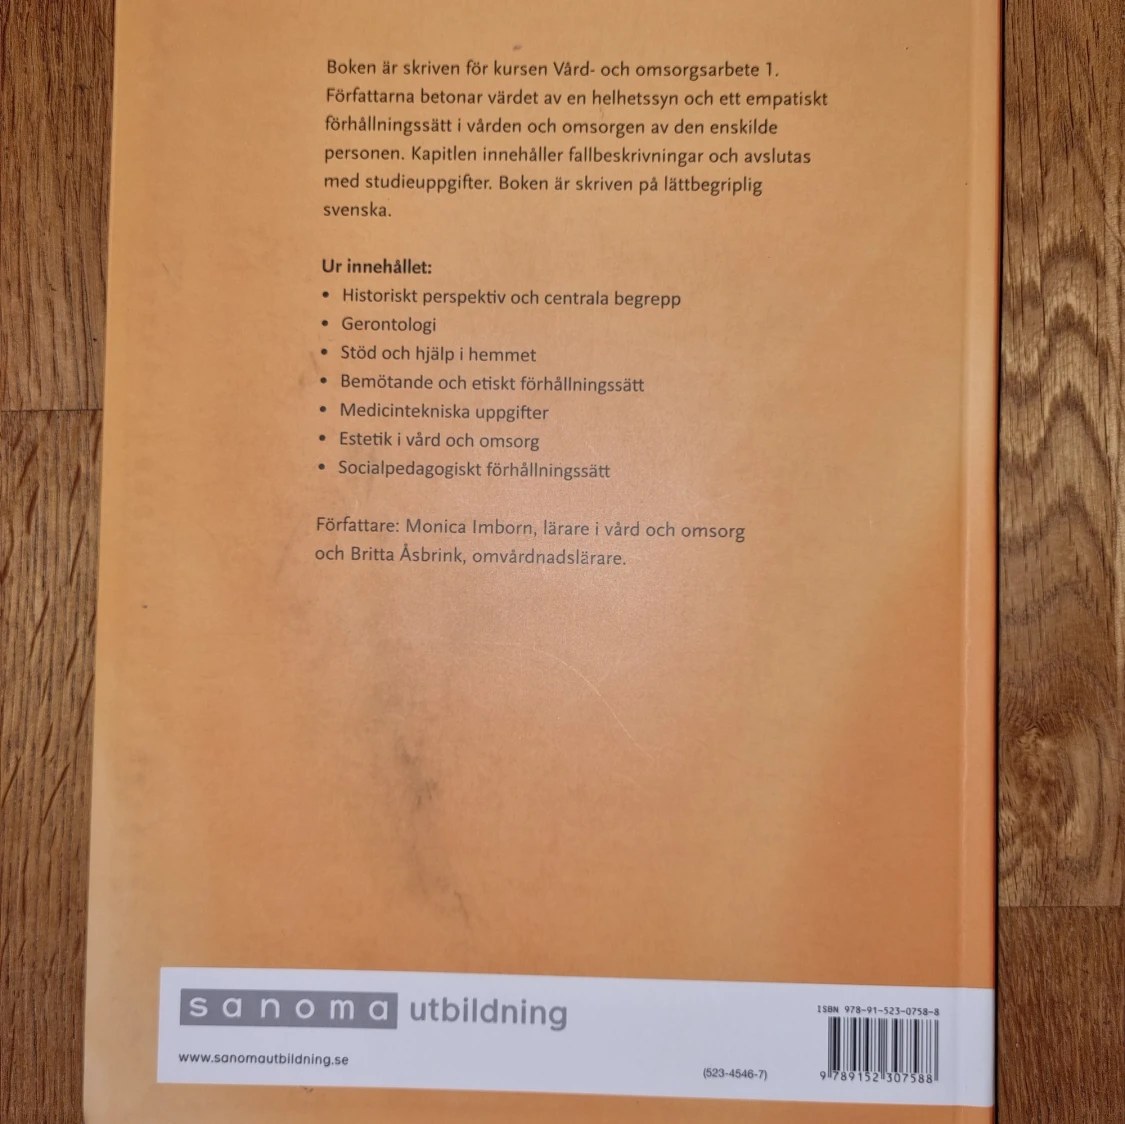 Boken är skriven för kursen Vård- och omsorgsarbete 1.
Författarna betonar värdet av en helhetssyn och ett empatiskt
förhållningssätt i vården och omsorgen av den enskilde
personen. Kapitlen innehåller fallbeskrivningar och avslutas
med studieuppgifter. Boken är skriven på lättbegriplig
svenska.
Ur innehållet:
• Historiskt perspektiv och centrala begrepp
• Gerontologi
• Stöd och hjälp i hemmet
• Bemötande och etiskt förhållningssätt
• Medicintekniska uppgifter
• Estetik i vård och omsorg
• Socialpedagogiskt förhållningssätt
Författare: Monica Imborn, lärare i vård och omsorg
och Britta Åsbrink, omvårdnadslärare.
sanoma utbildning
www.sanomautbildning.se
(523-4546-7)
ISBN 978-91-523-0758-8
9 789152 307588